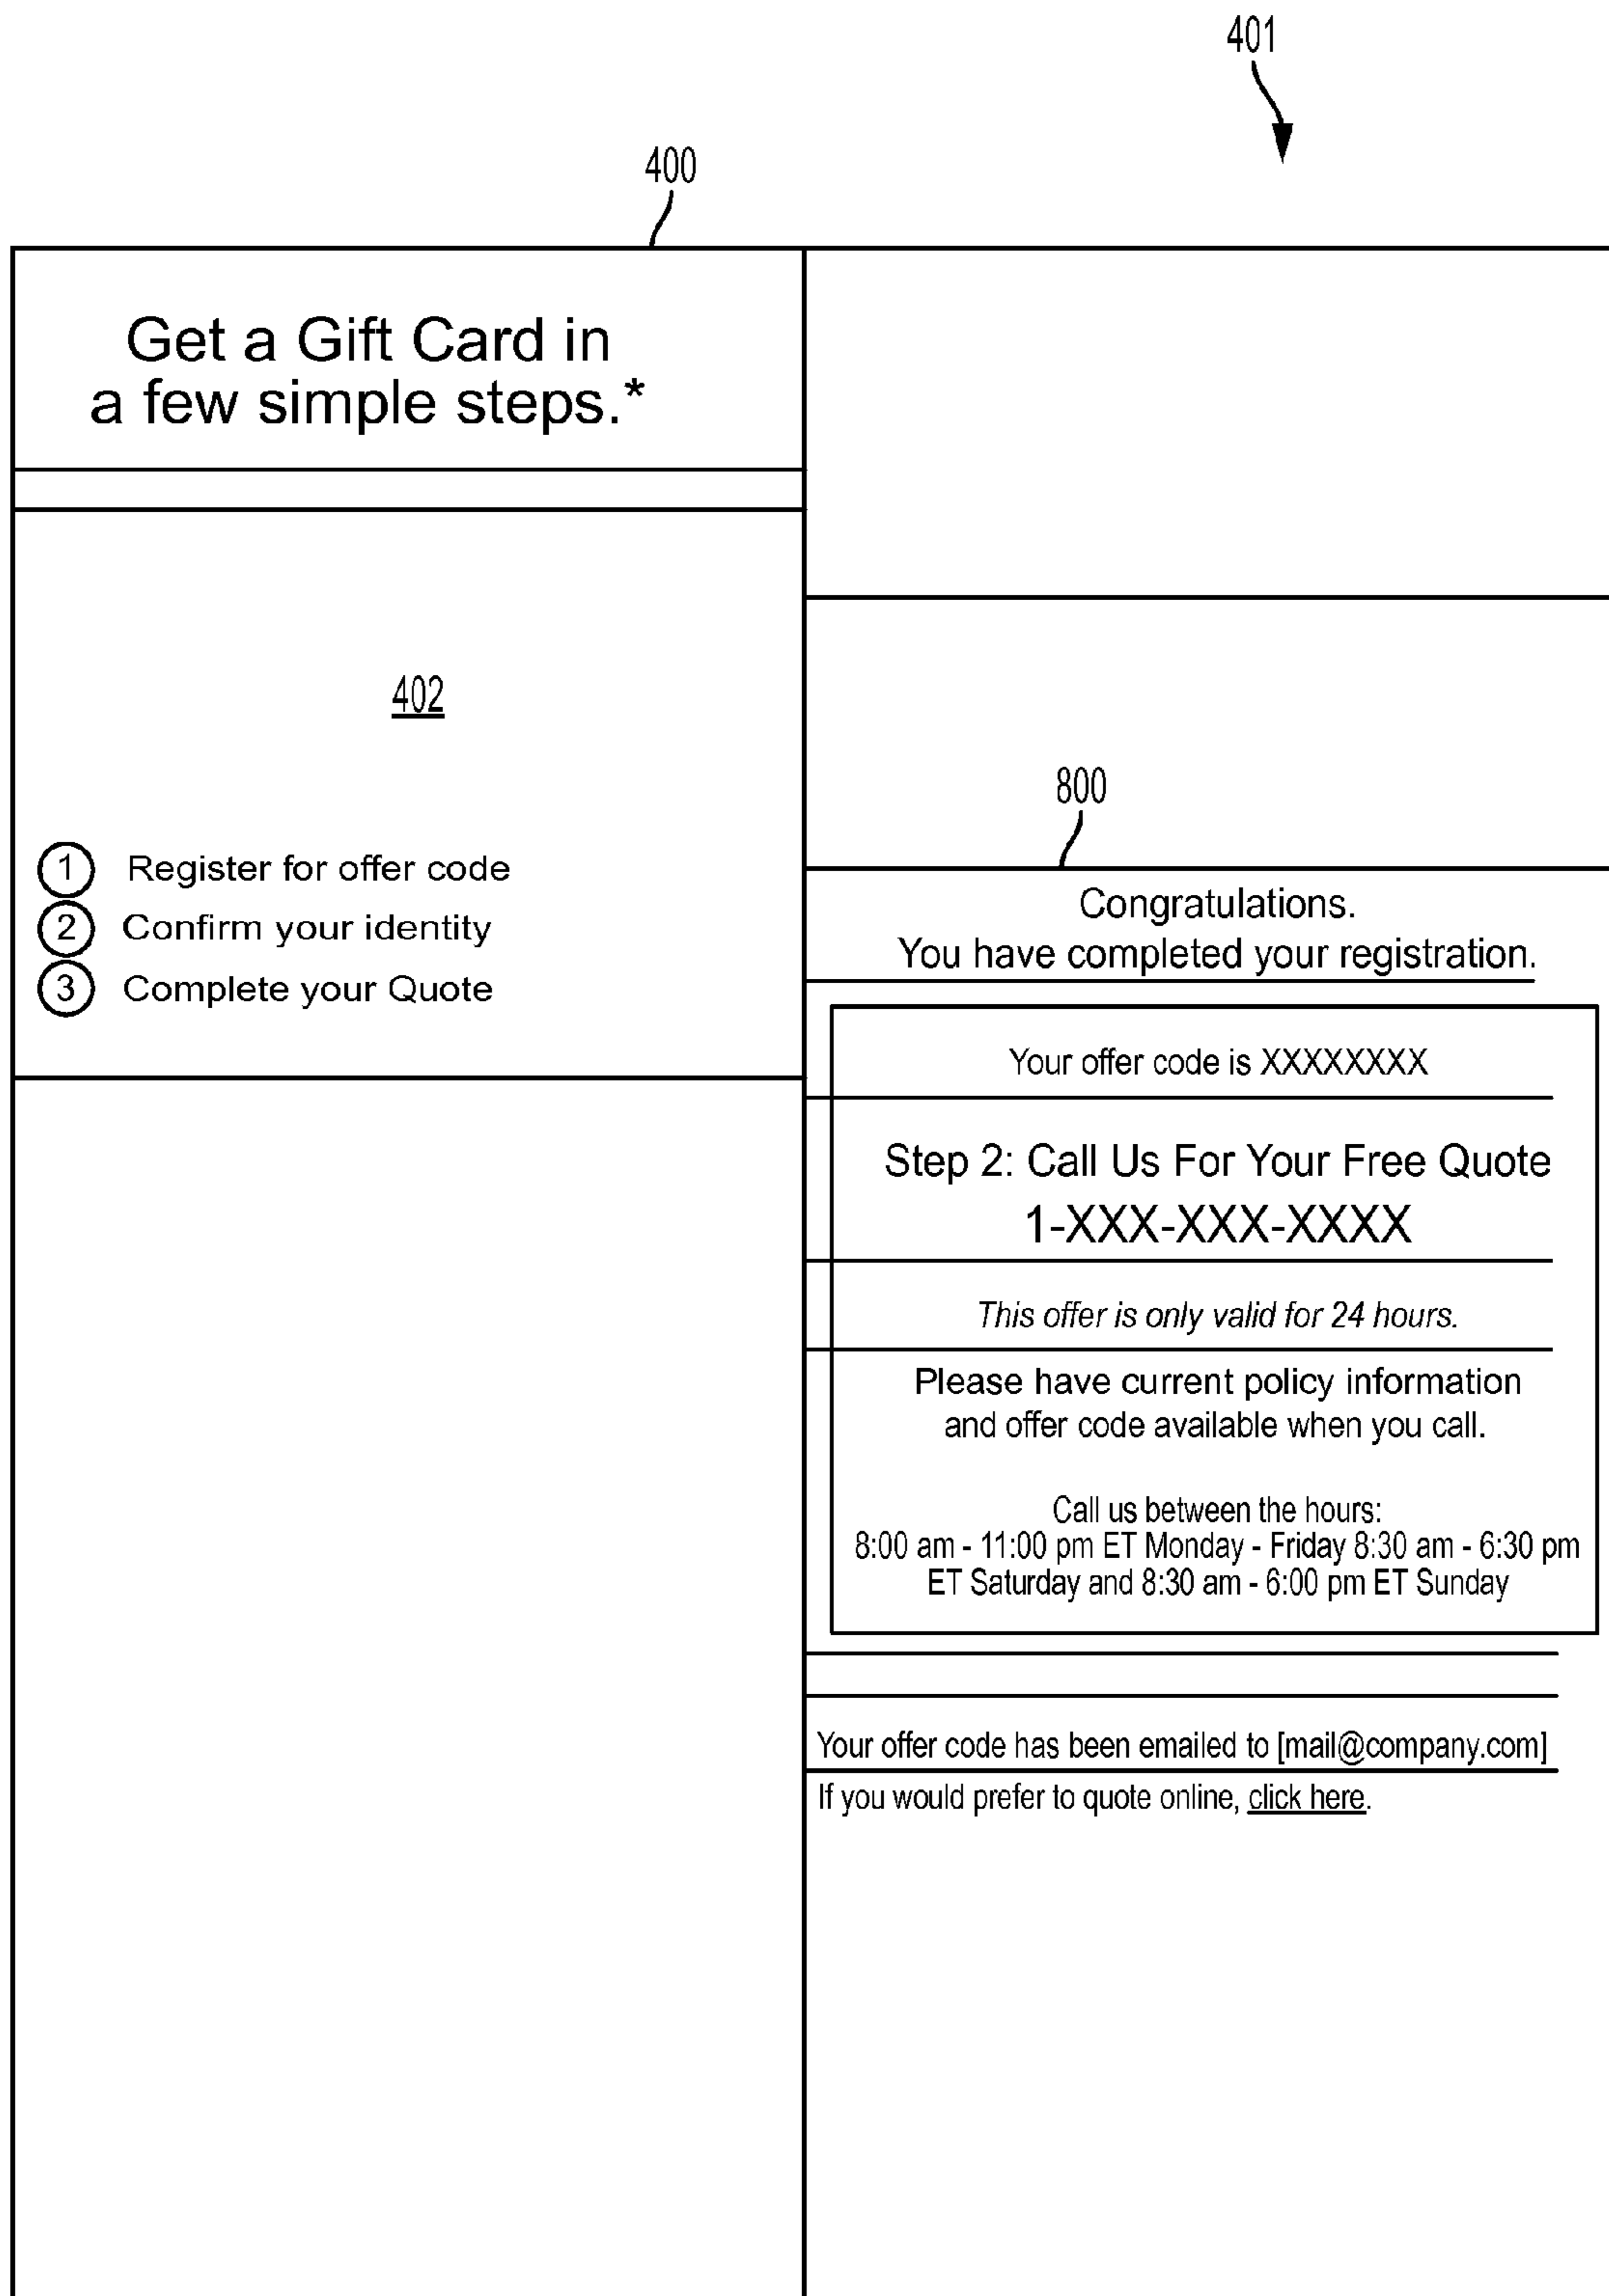 401
400
Get a Gift Card in
a few simple steps.*
402
1 Register for offer code
2 Confirm your identity
3 Complete your Quote
800
Congratulations.
You have completed your registration.
Your offer code is XXXXXXXX
Step 2: Call Us For Your Free Quote
1-XXX-XXX-XXXX
This offer is only valid for 24 hours.
Please have current policy information
and offer code available when you call.
Call us between the hours:
8:00 am - 11:00 pm ET Monday - Friday 8:30 am - 6:30 pm
ET Saturday and 8:30 am - 6:00 pm ET Sunday
Your offer code has been emailed to [mail@company.com]
If you would prefer to quote online, click here.